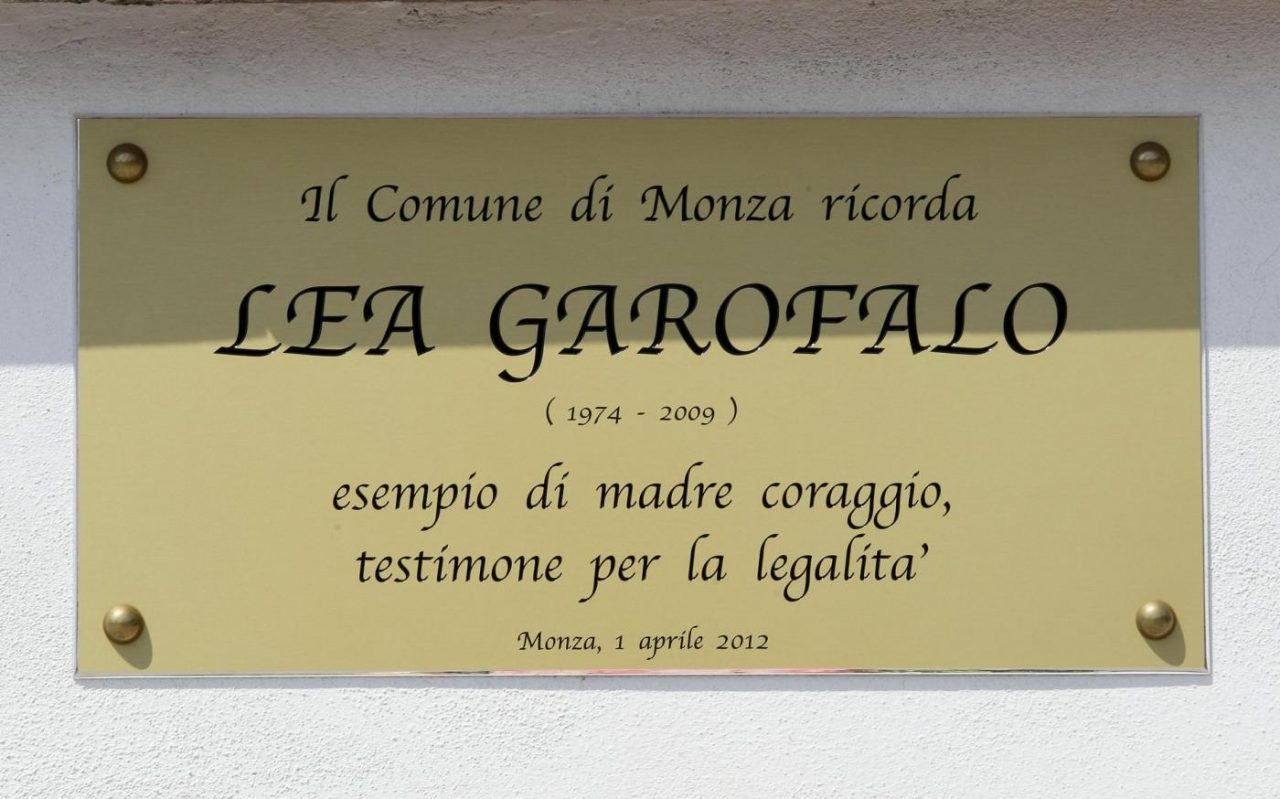 Il Comune di Monza ricorda
LEA GAROFALO
( 1974 - 2009 )
esempio di madre coraggio,
testimone per la legalita'
Monza, 1 aprile 2012